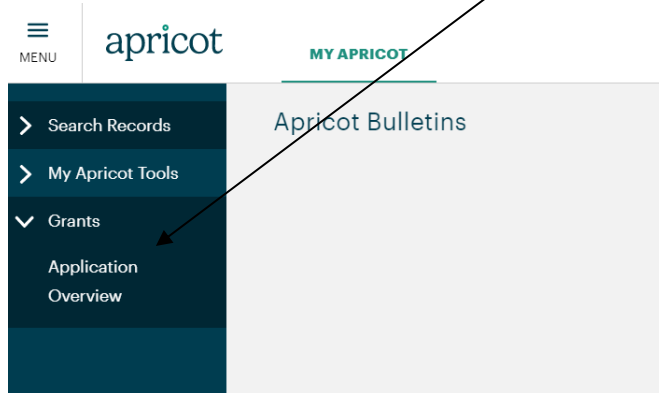 MENU
apricot
MY APRICOT
Search Records
My Apricot Tools
Grants
Application
Overview
Apricot Bulletins